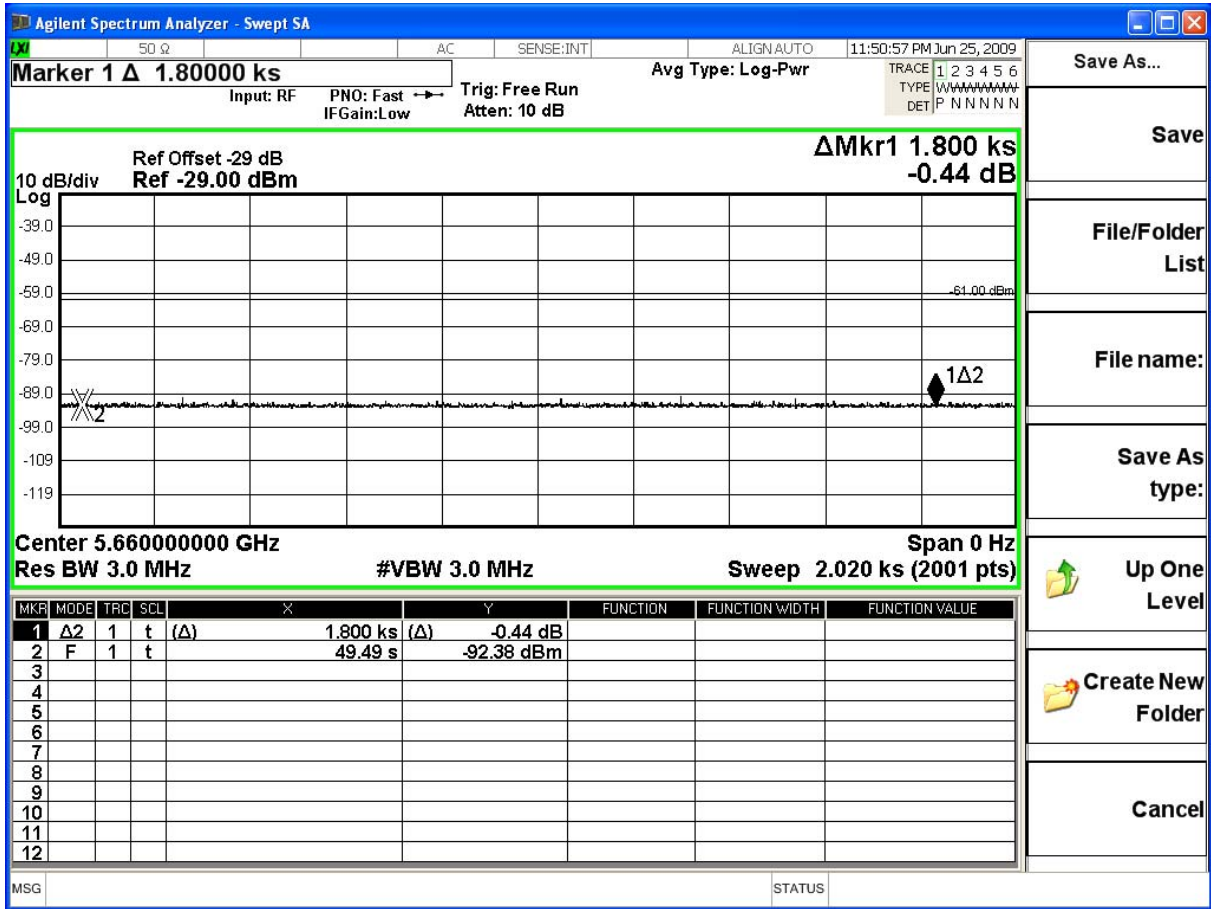 Agilent Spectrum Analyzer - Swept SA
LXI 50 Ω AC SENSE:INT ALIGN AUTO 11:50:57 PM Jun 25, 2009
Marker 1 Δ 1.80000 ks
Input: RF
PNO: Fast
IFGain:Low
Trig: Free Run
Atten: 10 dB
Avg Type: Log-Pwr
TRACE 1 2 3 4 5 6
TYPE
DET P N N N N N
ΔMkr1 1.800 ks
-0.44 dB
Ref Offset -29 dB
10 dB/div Ref -29.00 dBm
Log
-39.0
-49.0
-59.0
-61.00 dBm
-69.0
-79.0
1Δ2
-89.0
2
-99.0
-109
-119
Center 5.660000000 GHz Span 0 Hz
Res BW 3.0 MHz #VBW 3.0 MHz Sweep 2.020 ks (2001 pts)
MKR MODE TRC SCL X Y FUNCTION FUNCTION WIDTH FUNCTION VALUE
1 Δ2 1 t (Δ) 1.800 ks (Δ) -0.44 dB
2 F 1 t 49.49 s -92.38 dBm
3
4
5
6
7
8
9
10
11
12
MSG STATUS
Save As...
Save
File/Folder
List
File name:
Save As
type:
Up One
Level
Create New
Folder
Cancel